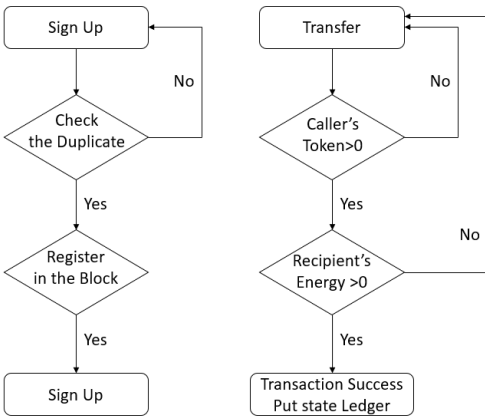 Sign Up
No
Check
the Duplicate
Yes
Register
in the Block
Yes
Sign Up
Transfer
No
Caller's
Token>0
Yes
No
Recipient's
Energy >0
Yes
Transaction Success
Put state Ledger